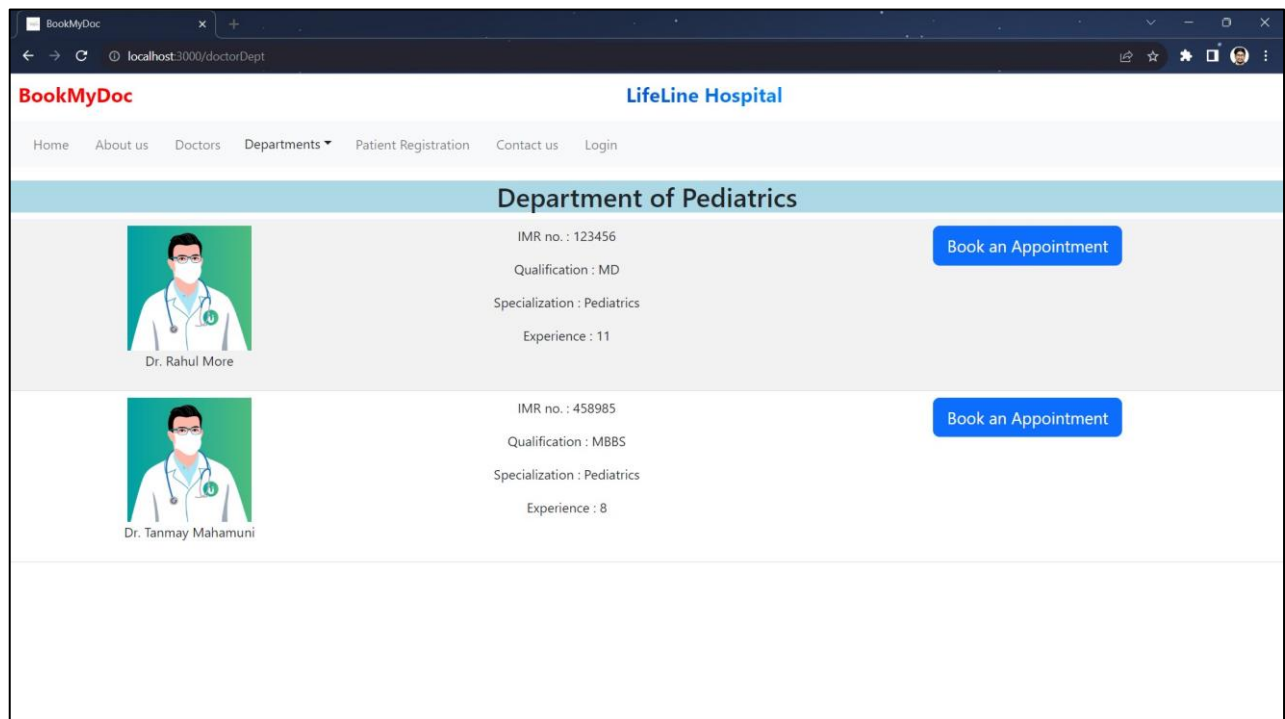 BookMyDoc
localhost:3000/doctorDept
BookMyDoc
LifeLine Hospital
Home About us Doctors Departments Patient Registration Contact us Login
Department of Pediatrics
IMR no. : 123456
Book an Appointment
Qualification : MD
Specialization : Pediatrics
Experience : 11
Dr. Rahul More
IMR no. : 458985
Book an Appointment
Qualification : MBBS
Specialization : Pediatrics
Experience : 8
Dr. Tanmay Mahamuni